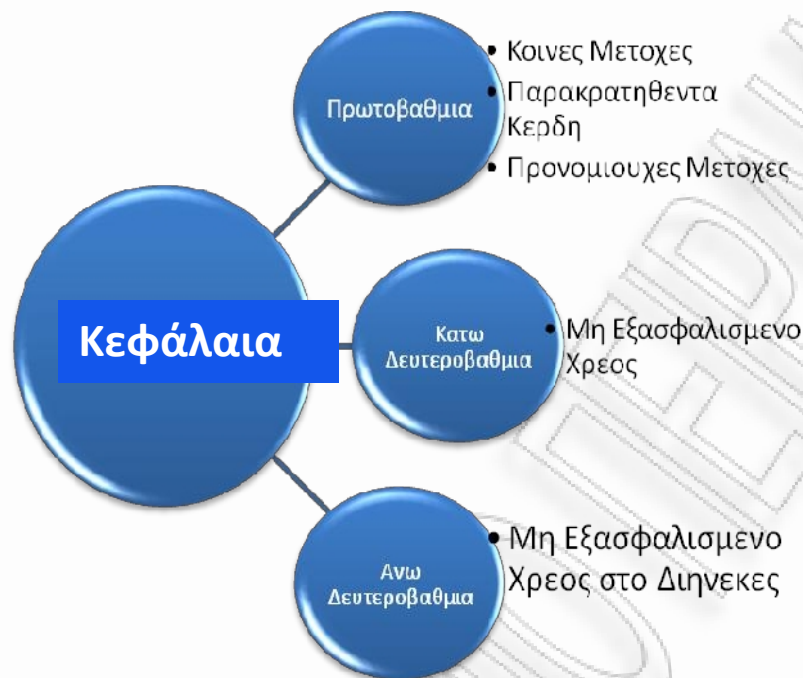 Πρωτοβαθμια
• Κοινες Μετοχες
• Παρακρατηθεντα
Κερδη
• Προνομιουχες Μετοχες
Κεφάλαια
Κατω
Δευτεροβαθμια
• Μη Εξασφαλισμενο
Χρεος
Ανω
Δευτεροβαθμια
• Μη Εξασφαλισμενο
Χρεος στο Διηνεκες